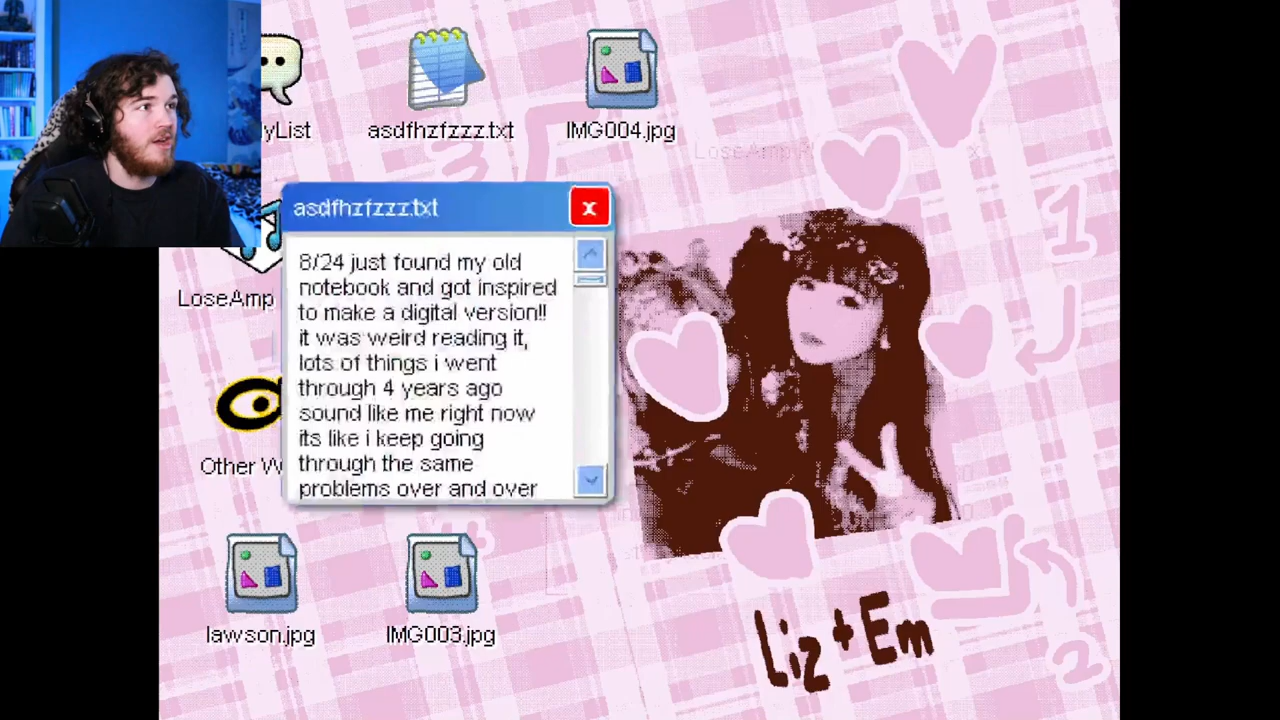 yList
asdfhzfzzz.txt
IMG004.jpg
LoseAmp
asdfhzfzzz.txt
x
8/24 just found my old
notebook and got inspired
to make a digital version!!
it was weird reading it,
lots of things i went
through 4 years ago
sound like me right now
its like i keep going
through the same
problems over and over
1
LoseAmp
Other
lawson.jpg
IMG003.jpg
Liz + Em
2